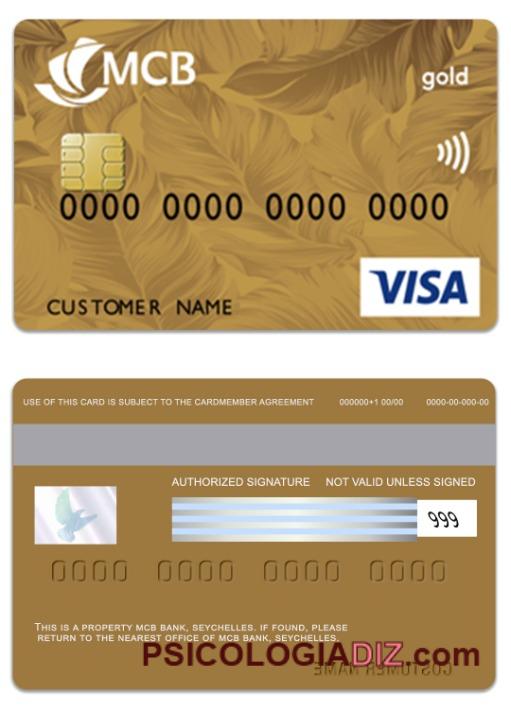 MCB
gold
0000 0000 0000 0000
VISA
CUSTOMER NAME
USE OF THIS CARD IS SUBJECT TO THE CARDMEMBER AGREEMENT 000000+1 00/00 0000-00-000-00
AUTHORIZED SIGNATURE NOT VALID UNLESS SIGNED
999
0000 0000 0000 0000
THIS IS A PROPERTY MCB BANK, SEYCHELLES. IF FOUND, PLEASE
RETURN TO THE NEAREST OFFICE OF MCB BANK, SEYCHELLES.
PSICOLOGIADIZ.com
CUSTOMER NAME